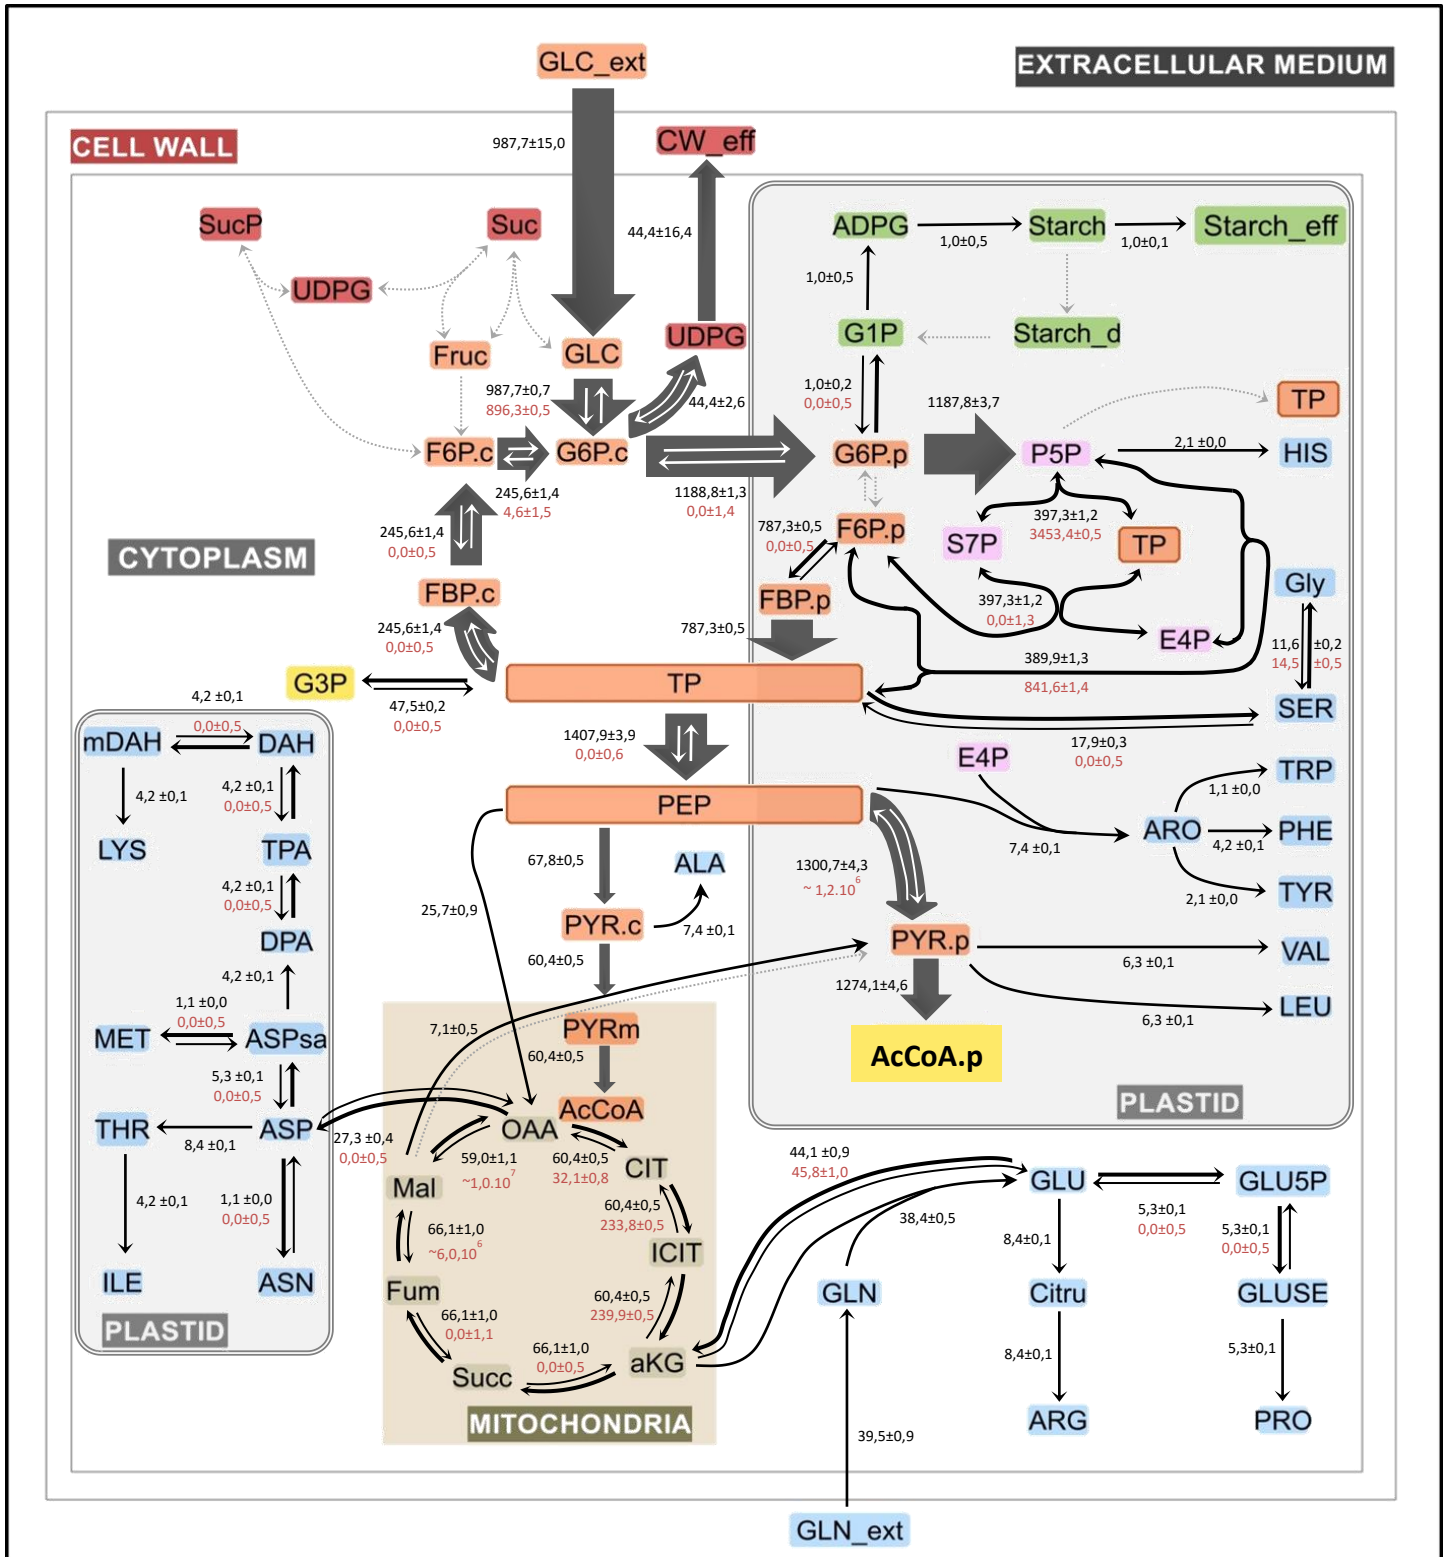 GLC_ext
EXTRACELLULAR MEDIUM
987,7±15,0
CELL WALL
CW_eff
SucP
Suc
44,4±16,4
ADPG
1,0±0,5
Starch
1,0±0,1
Starch_eff
UDPG
1,0±0,5
Fruc
GLC
UDPG
G1P
Starch_d
987,7±0,7
896,3±0,5
44,4±2,6
1,0±0,2
0,0±0,5
1187,8±3,7
TP
F6P.c
G6P.c
G6P.p
P5P
2,1 ±0,0
HIS
245,6±1,4
4,6±1,5
1188,8±1,3
0,0±1,4
245,6±1,4
0,0±0,5
787,3±0,5
0,0±0,5
F6P.p
397,3±1,2
3453,4±0,5
S7P
TP
CYTOPLASM
FBP.c
FBP.p
397,3±1,2
0,0±1,3
Gly
245,6±1,4
0,0±0,5
787,3±0,5
E4P
11,6 ±0,2
14,5 ±0,5
389,9±1,3
841,6±1,4
G3P
TP
SER
4,2 ±0,1
0,0±0,5
47,5±0,2
0,0±0,5
mDAH
DAH
1407,9±3,9
0,0±0,6
17,9±0,3
0,0±0,5
E4P
TRP
4,2 ±0,1
4,2 ±0,1
0,0±0,5
PEP
1,1 ±0,0
LYS
TPA
67,8±0,5
ALA
1300,7±4,3
~ 1,2.10⁶
7,4 ±0,1
ARO
4,2 ±0,1
PHE
4,2 ±0,1
0,0±0,5
25,7±0,9
2,1 ±0,0
TYR
DPA
PYR.c
7,4 ±0,1
PYR.p
6,3 ±0,1
VAL
4,2 ±0,1
60,4±0,5
1274,1±4,6
1,1 ±0,0
0,0±0,5
6,3 ±0,1
LEU
MET
ASPsa
7,1±0,5
PYRm
60,4±0,5
AcCoA.p
5,3 ±0,1
0,0±0,5
PLASTID
THR
8,4 ±0,1
ASP
27,3 ±0,4
0,0±0,5
AcCoA
OAA
59,0±1,1
~1,0.10⁷
60,4±0,5
32,1±0,8
CIT
44,1 ±0,9
45,8±1,0
Mal
GLU
5,3±0,1
0,0±0,5
GLU5P
4,2 ±0,1
1,1 ±0,0
0,0±0,5
66,1±1,0
~6,0,10⁶
60,4±0,5
233,8±0,5
38,4±0,5
8,4±0,1
5,3±0,1
0,0±0,5
ICIT
ILE
ASN
Fum
60,4±0,5
239,9±0,5
GLN
Citru
GLUSE
PLASTID
66,1±1,0
0,0±1,1
66,1±1,0
0,0±0,5
8,4±0,1
5,3±0,1
Succ
aKG
MITOCHONDRIA
ARG
PRO
39,5±0,9
GLN_ext